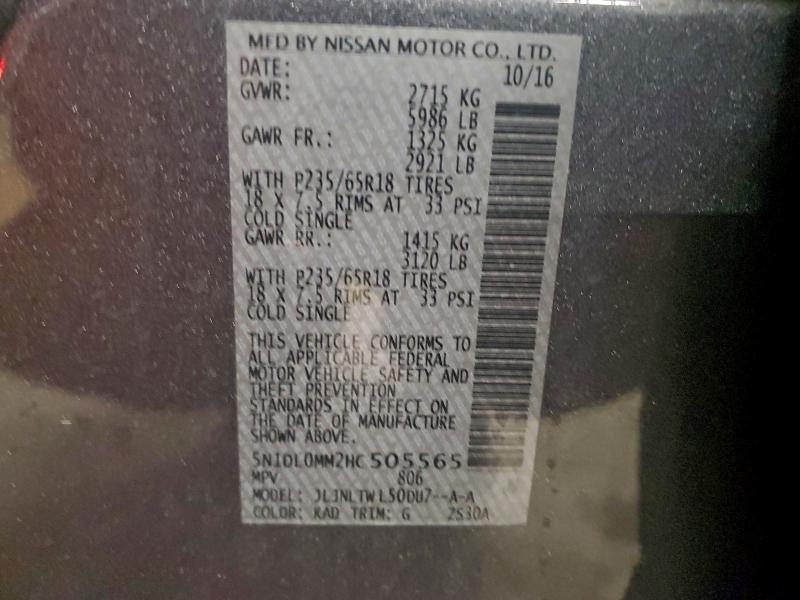 MFD BY NISSAN MOTOR CO., LTD.
DATE: 10/16
GVWR: 2715 KG
5986 LB
GAWR FR.: 1325 KG
2921 LB
WITH P235/65R18 TIRES
18 X 7.5 RIMS AT 33 PSI
COLD SINGLE
GAWR RR.: 1415 KG
3120 LB
WITH P235/65R18 TIRES
18 X 7.5 RIMS AT 33 PSI
COLD SINGLE
THIS VEHICLE CONFORMS TO
ALL APPLICABLE FEDERAL
MOTOR VEHICLE SAFETY AND
THEFT PREVENTION
STANDARDS IN EFFECT ON
THE DATE OF MANUFACTURE
SHOWN ABOVE.
5N1DL0MM2HC505565
MPV 806
MODEL: JLJNLTWL50DU7--A-A
COLOR: KAD TRIM: G 2S30A